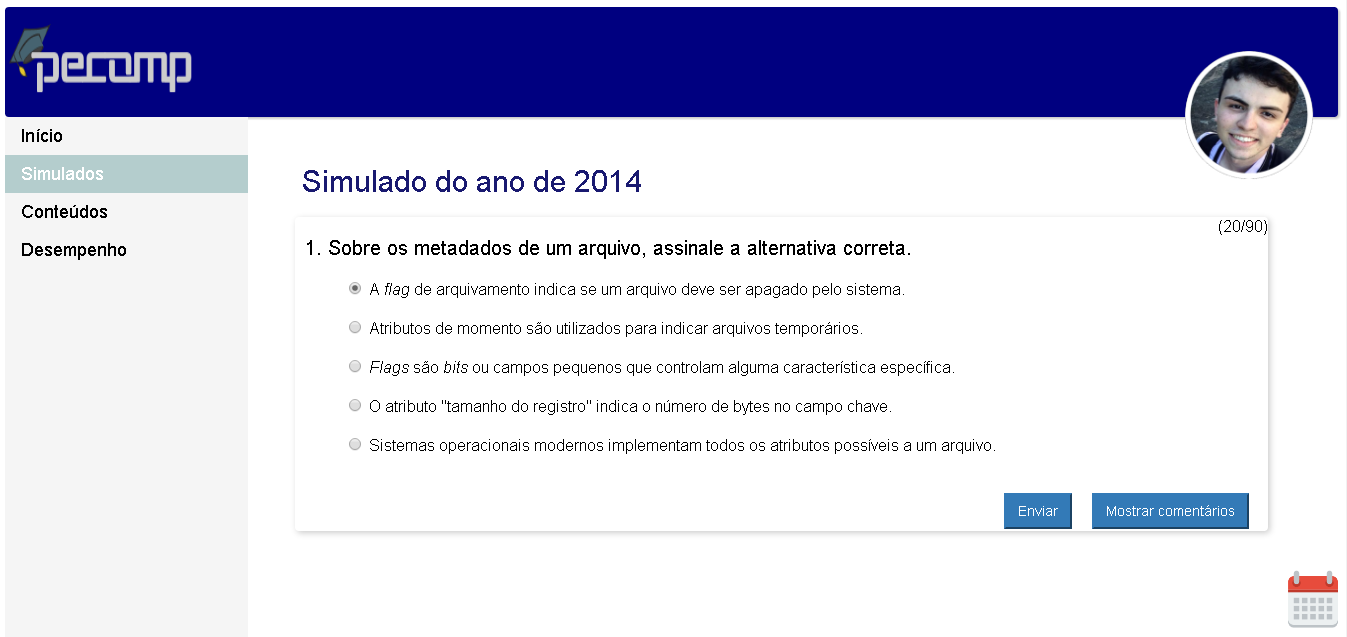 pecomp
Início
Simulados
Conteúdos
Desempenho
Simulado do ano de 2014
(20/90)
1. Sobre os metadados de um arquivo, assinale a alternativa correta.
A flag de arquivamento indica se um arquivo deve ser apagado pelo sistema.
Atributos de momento são utilizados para indicar arquivos temporários.
Flags são bits ou campos pequenos que controlam alguma característica específica.
O atributo "tamanho do registro" indica o número de bytes no campo chave.
Sistemas operacionais modernos implementam todos os atributos possíveis a um arquivo.
Enviar
Mostrar comentários